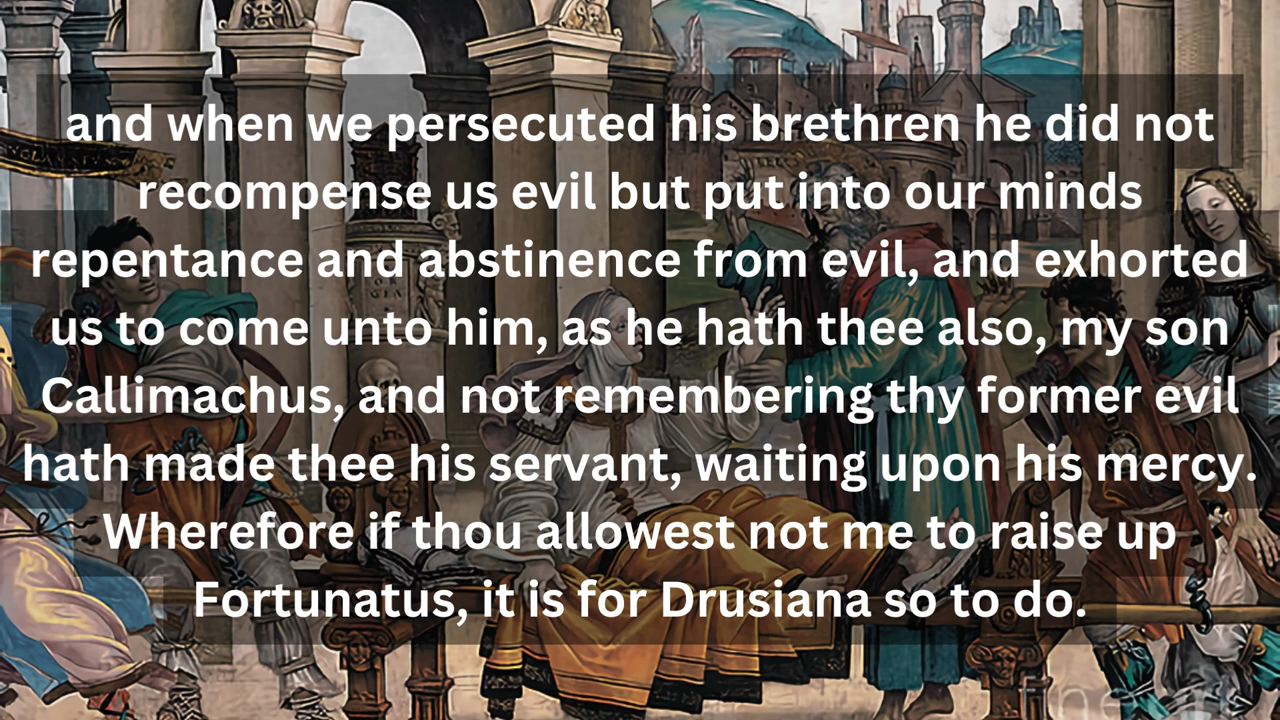 and when we persecuted his brethren he did not
recompense us evil but put into our minds
repentance and abstinence from evil, and exhorted
us to come unto him, as he hath thee also, my son
Callimachus, and not remembering thy former evil
hath made thee his servant, waiting upon his mercy.
Wherefore if thou allowest not me to raise up
Fortunatus, it is for Drusiana so to do.
OR
GIA